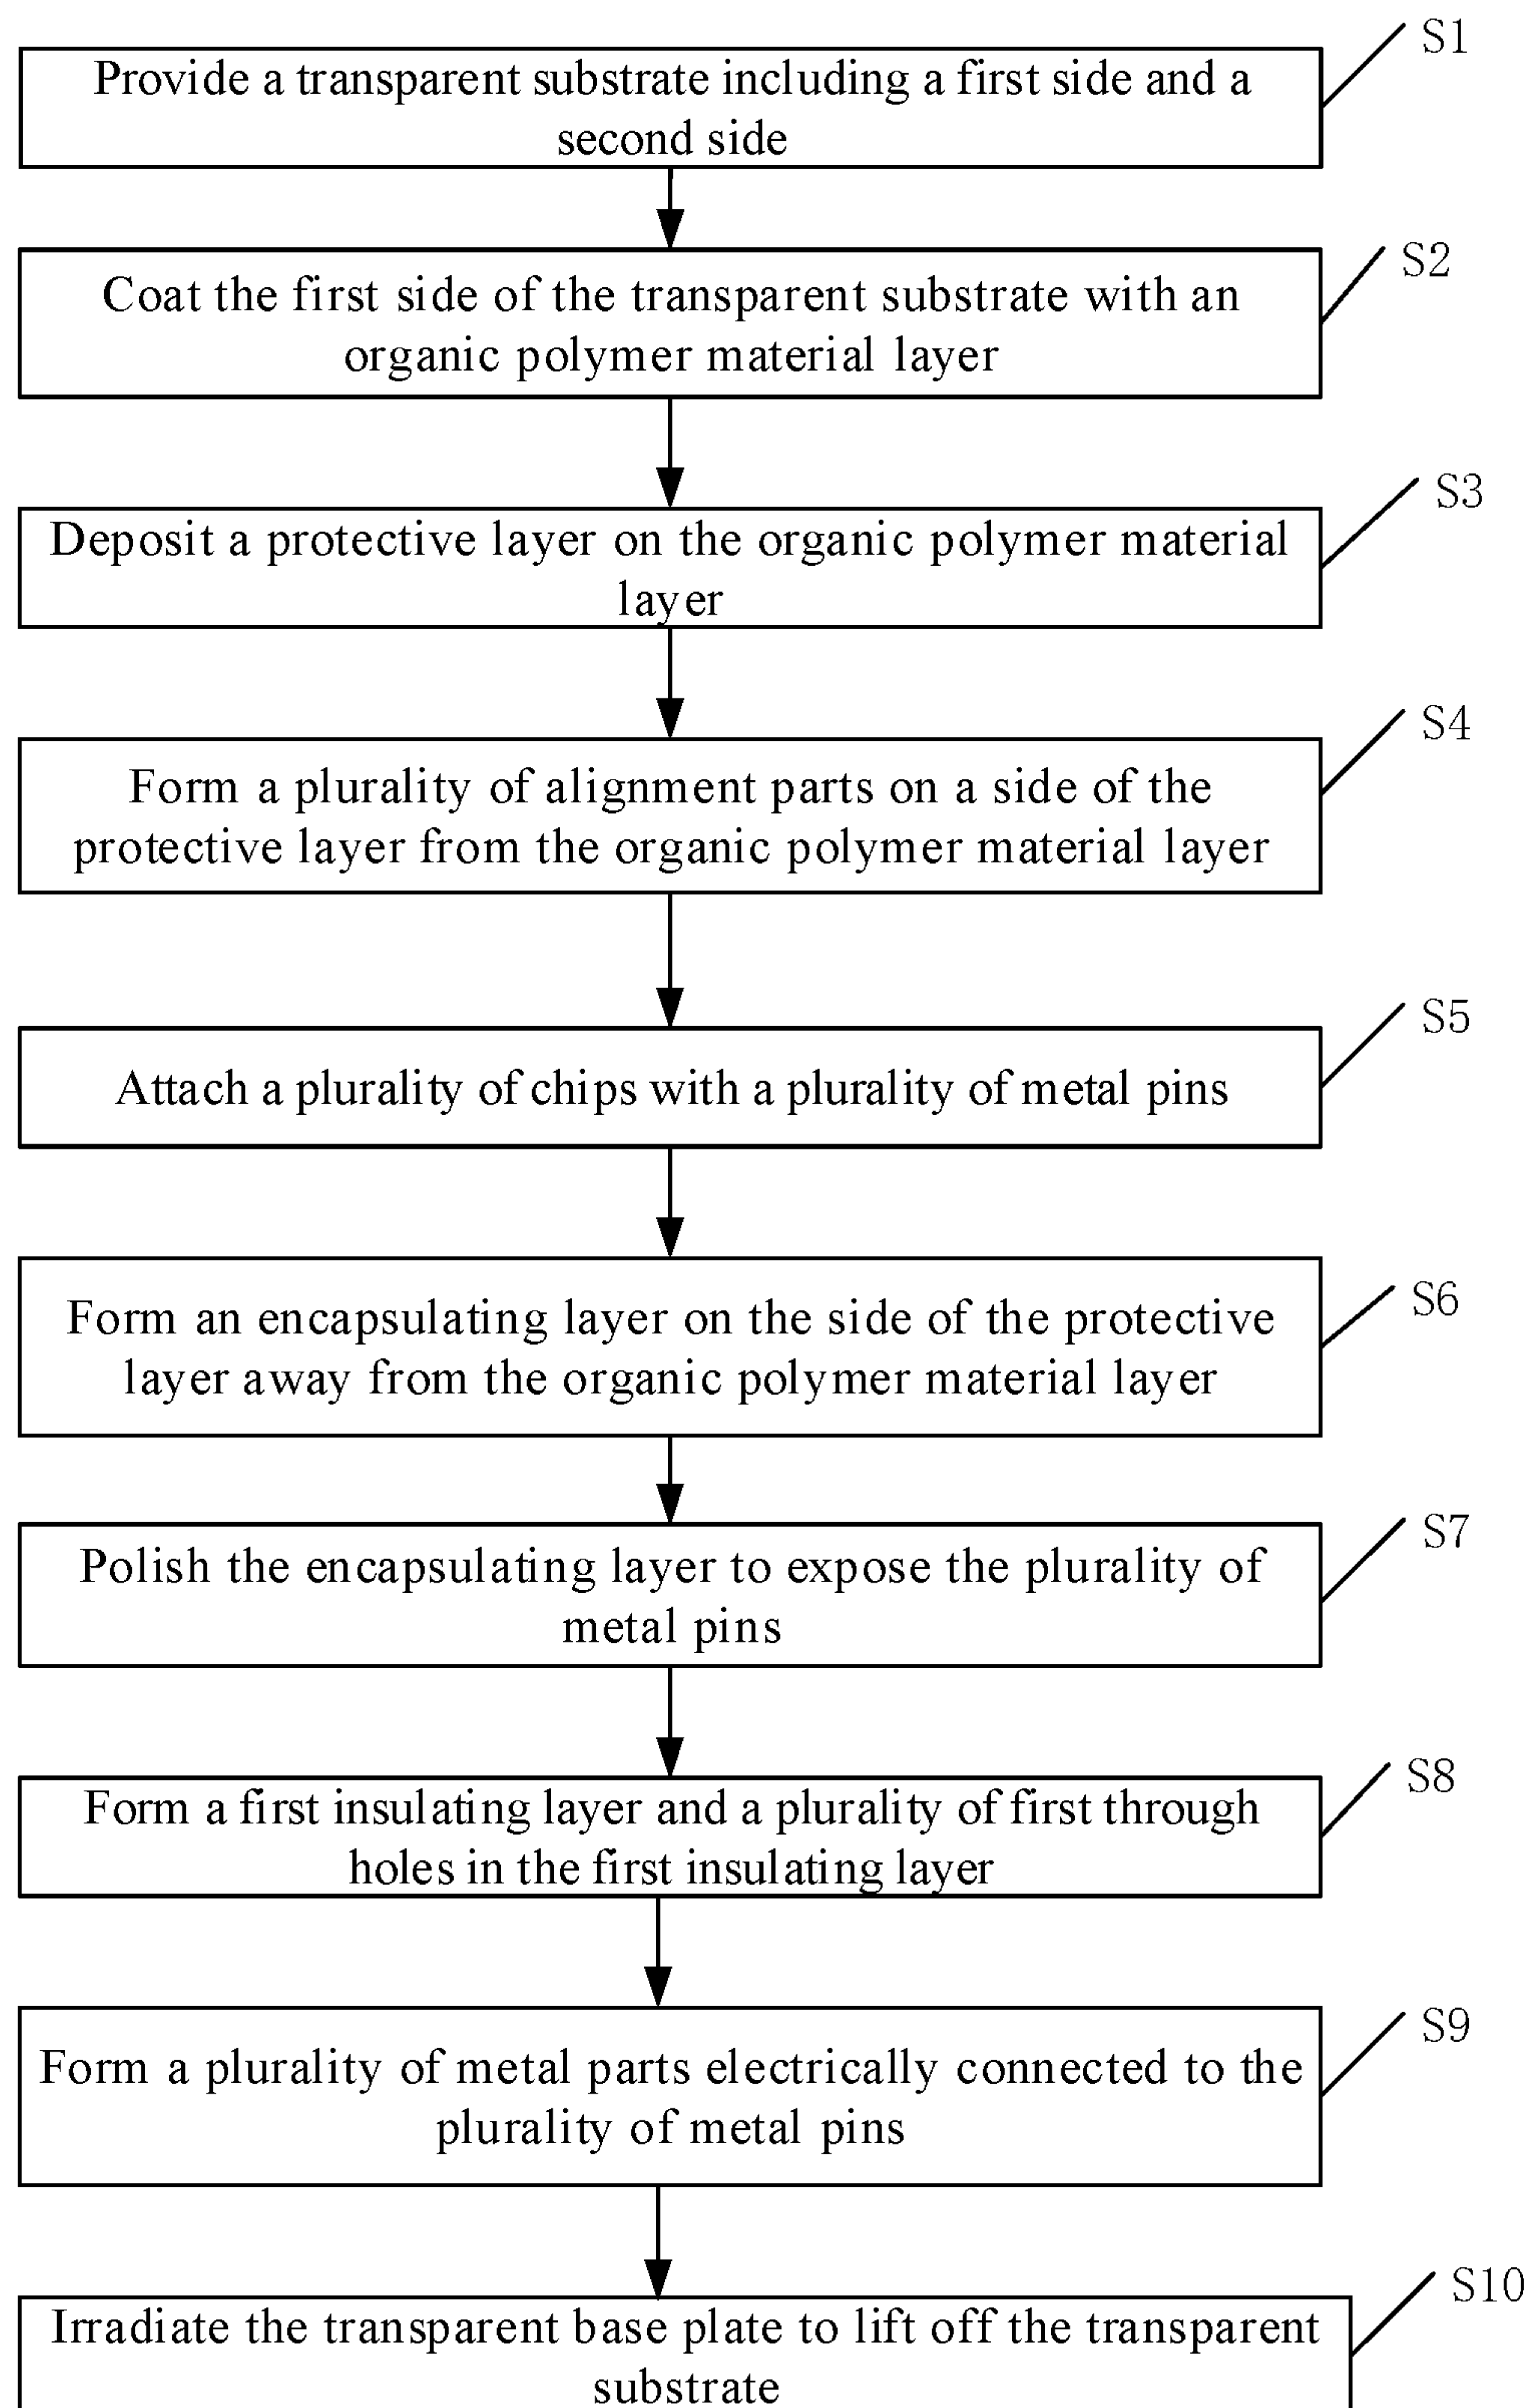 S1
Provide a transparent substrate including a first side and a
second side
S2
Coat the first side of the transparent substrate with an
organic polymer material layer
S3
Deposit a protective layer on the organic polymer material
layer
S4
Form a plurality of alignment parts on a side of the
protective layer from the organic polymer material layer
S5
Attach a plurality of chips with a plurality of metal pins
S6
Form an encapsulating layer on the side of the protective
layer away from the organic polymer material layer
S7
Polish the encapsulating layer to expose the plurality of
metal pins
S8
Form a first insulating layer and a plurality of first through
holes in the first insulating layer
S9
Form a plurality of metal parts electrically connected to the
plurality of metal pins
S10
Irradiate the transparent base plate to lift off the transparent
substrate